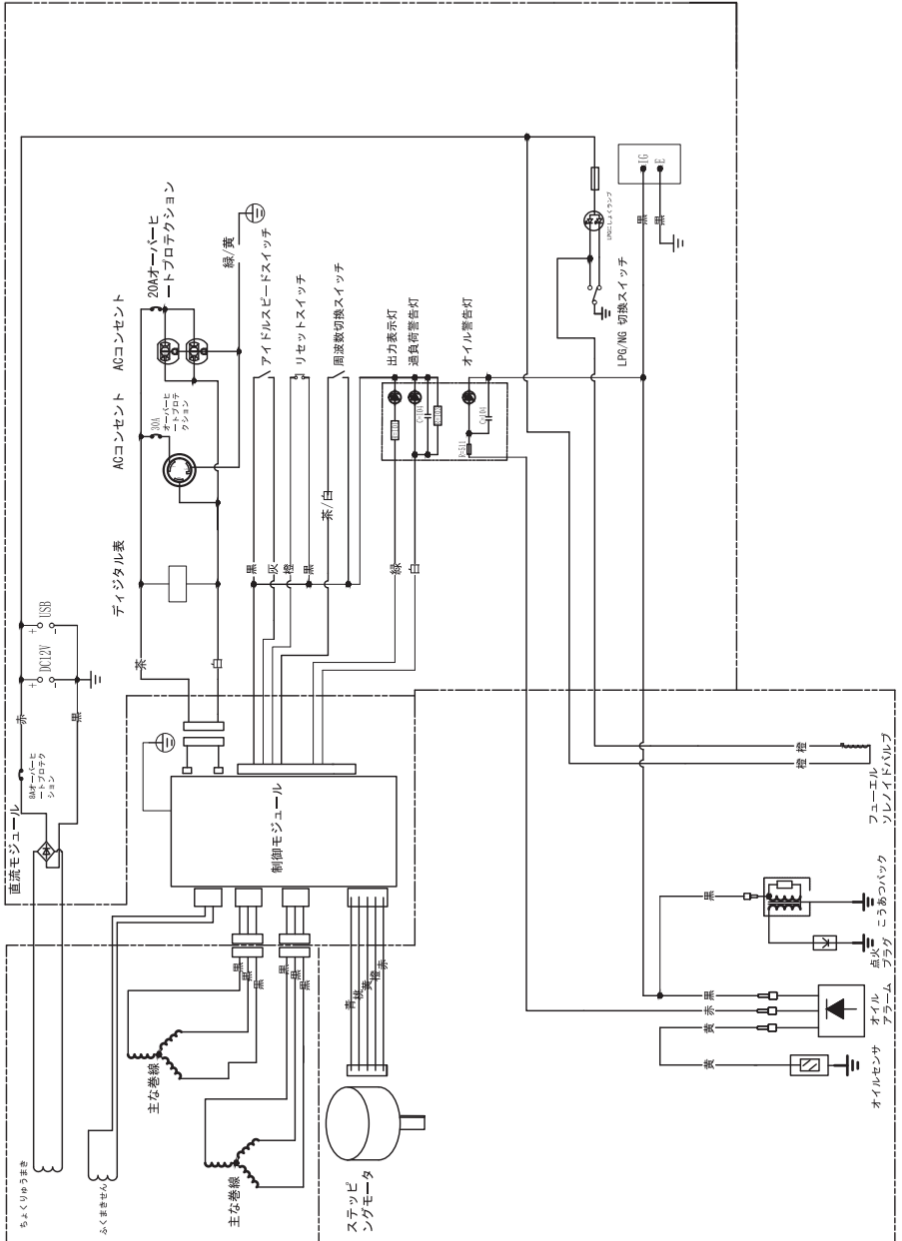 直流モジュール
8Aオーバーヒ
ートプロテク
ション
赤
黒
+
DC12V
-
+
USB
-
ちょくりゅうまき
ふくまきせん
ディジタル表
ACコンセント
ACコンセント
30A
オーバーヒ
ートプロテ
クション
20Aオーバーヒ
ートプロテクション
茶
白
緑/黄
主な巻線
黒
黒
黒
主な巻線
黒
黒
黒
制御モジュール
黒
灰
橙
黒
茶/白
緑
白
アイドルスピードスイッチ
リセットスイッチ
周波数切換スイッチ
出力表示灯
過負荷警告灯
オイル警告灯
C104
C104
ステッピ
ングモータ
青
桃
黄
橙
赤
LPG/NG 切換スイッチ
IG
E
黒
黒
橙
橙
フューエル
ソレノイドバルブ
黒
こうあつパック
点火
プラグ
黒
赤
黄
オイル
アラーム
黄
オイルセンサ